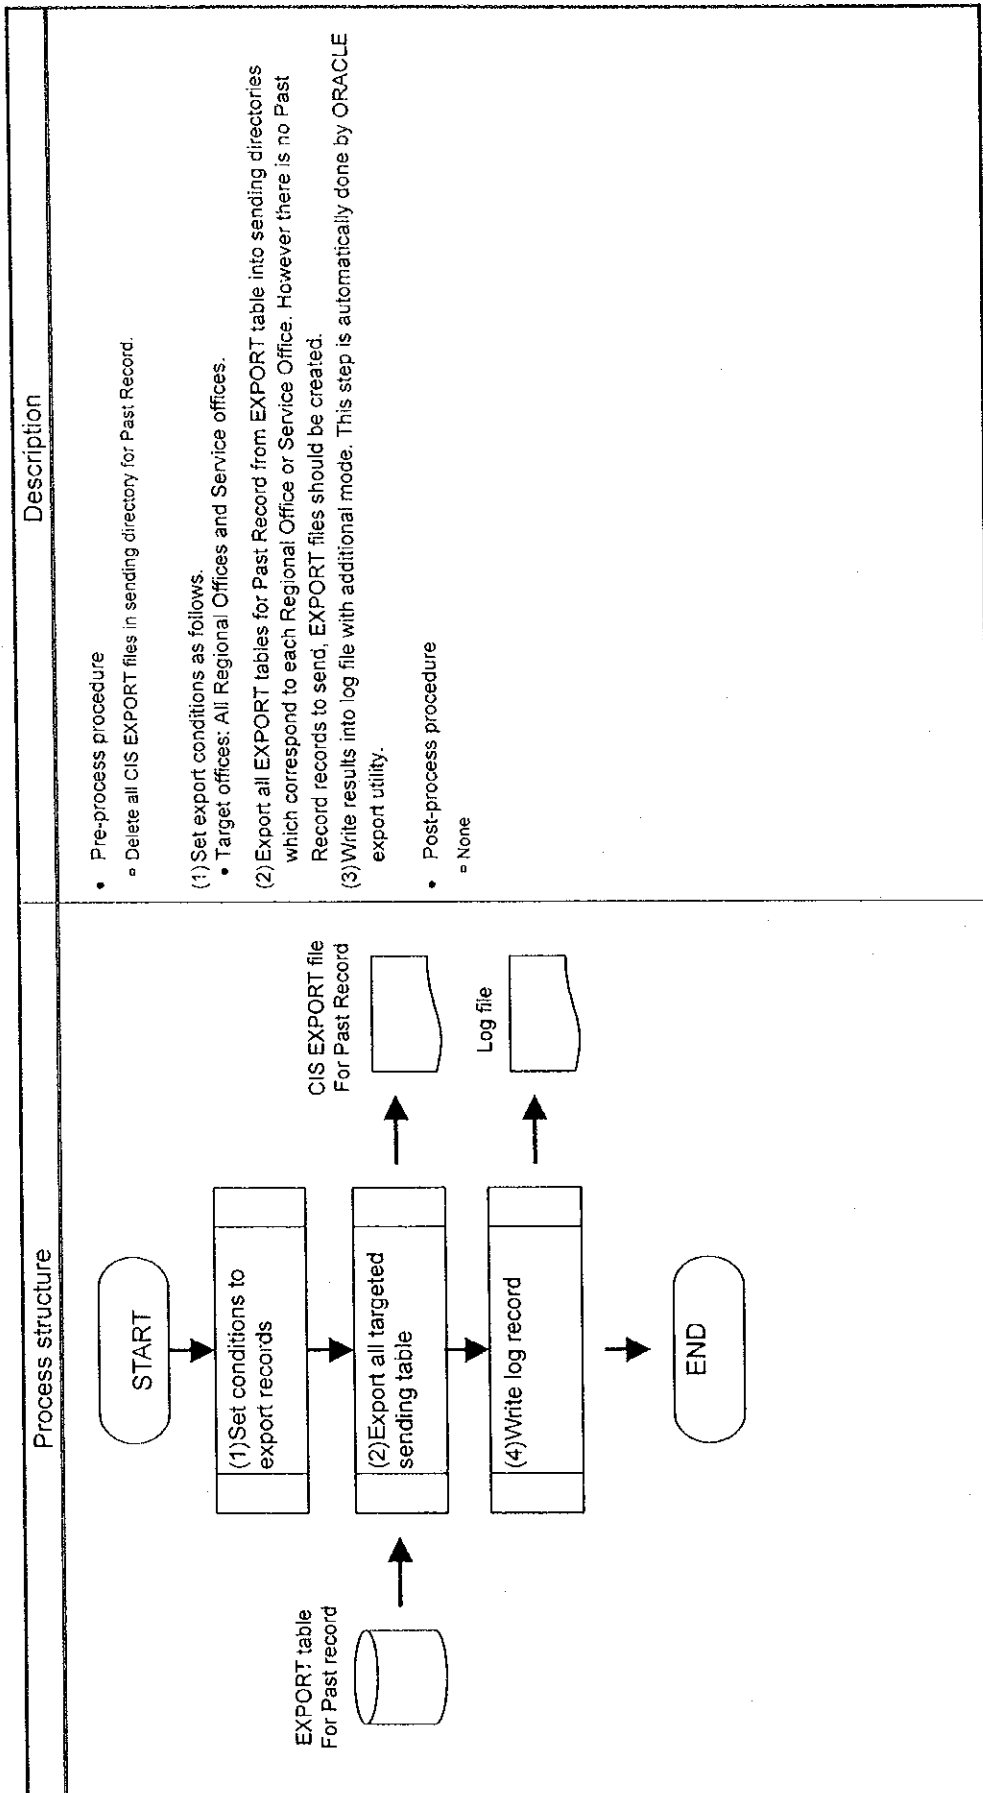 Process structure
START
(1)Set conditions to
export records
EXPORT table
For Past record
(2)Export all targeted
sending table
CIS EXPORT file
For Past Record
(4)Write log record
Log file
END
Description
• Pre-process procedure
▫ Delete all CIS EXPORT files in sending directory for Past Record.
(1)Set export conditions as follows.
• Target offices: All Regional Offices and Service offices.
(2)Export all EXPORT tables for Past Record from EXPORT table into sending directories
which correspond to each Regional Office or Service Office. However there is no Past
Record records to send, EXPORT files should be created.
(3)Write results into log file with additional mode. This step is automatically done by ORACLE
export utility.
• Post-process procedure
▫ None